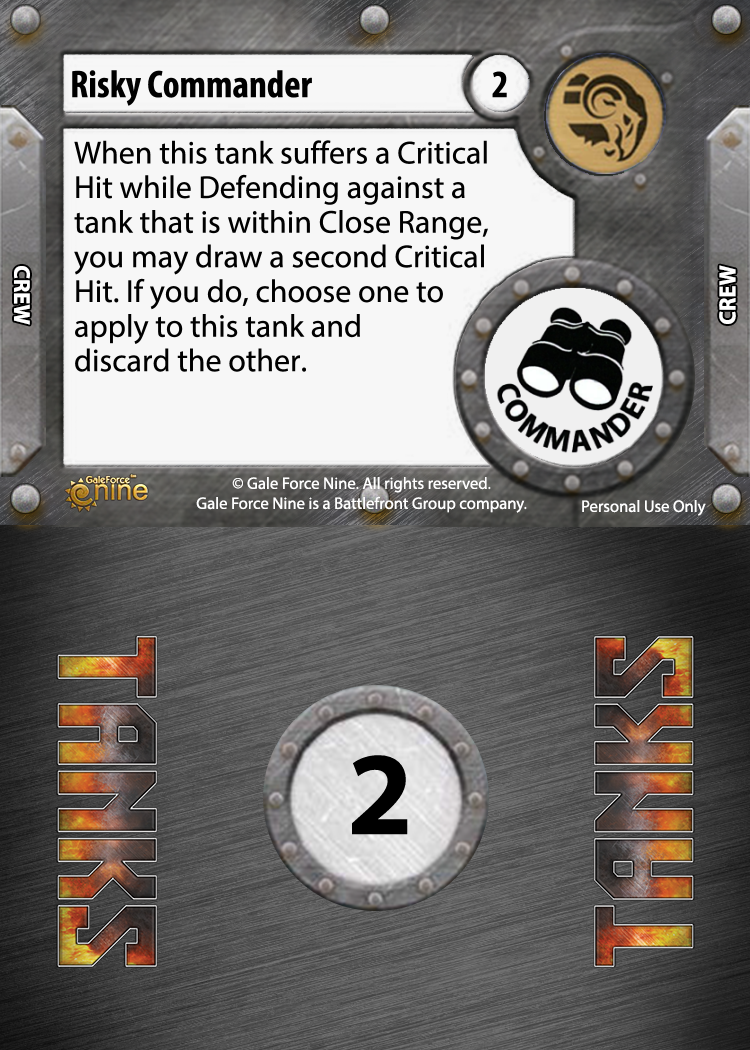 Risky Commander
2
When this tank suffers a Critical
Hit while Defending against a
tank that is within Close Range,
you may draw a second Critical
Hit. If you do, choose one to
apply to this tank and
discard the other.
CREW
CREW
COMMANDER
GaleForce™
nine
© Gale Force Nine. All rights reserved.
Gale Force Nine is a Battlefront Group company.
Personal Use Only
TANKS
2
TANKS